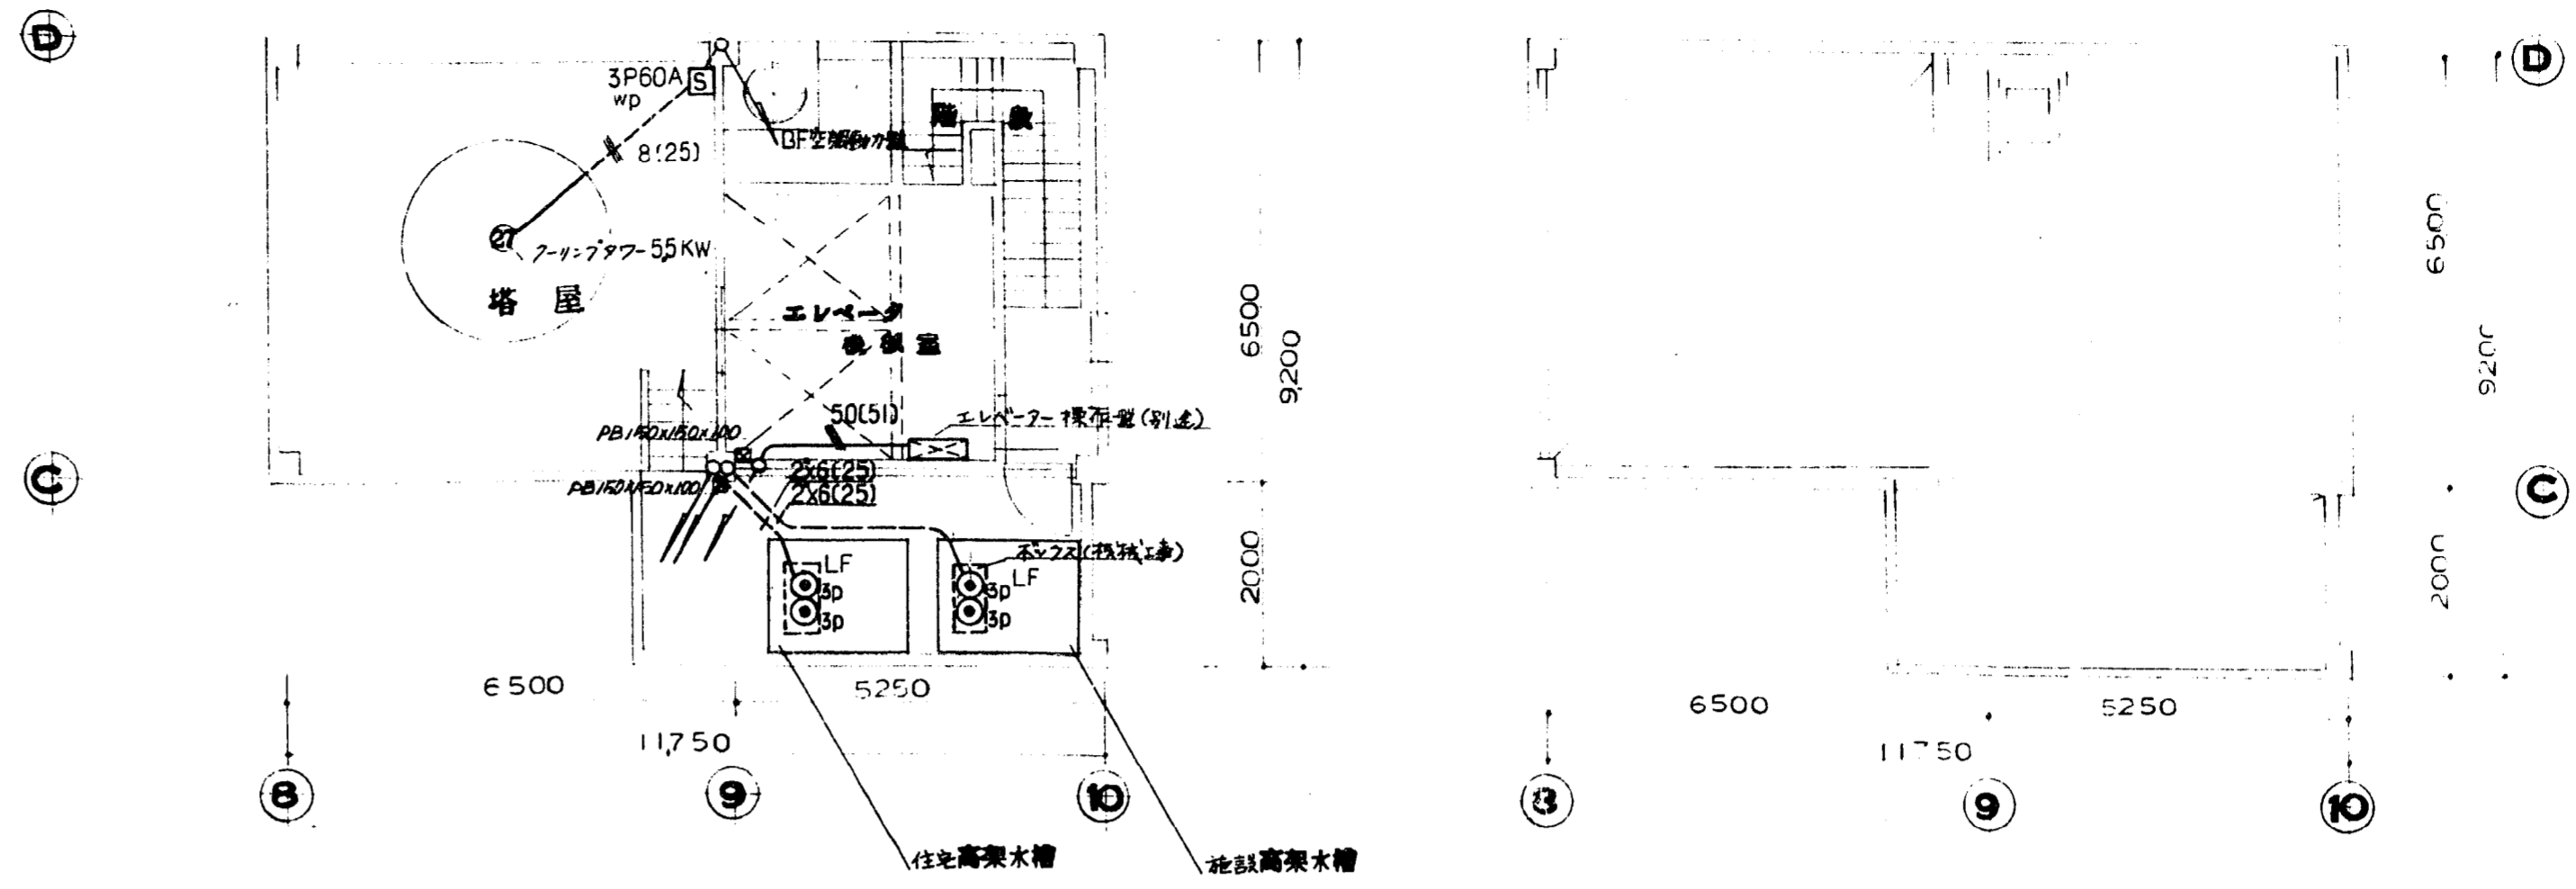 D
3P60A
S
wp
階段
BF空調動力盤
8(25)
27
クーリングタワー5,5KW
塔屋
エレベータ
機械室
50(51)
エレベーター操作盤(別途)
PB150x150x100
2x6(25)
PB150x150x100
2x6(25)
ボックス(機械工事)
LF
3p
3p
LF
3p
3p
6500
9,200
2000
C
6500
5250
11,750
8
9
10
住宅高架水槽
施設高架水槽
D
6500
9200
C
2000
6500
5250
11750
8
9
10